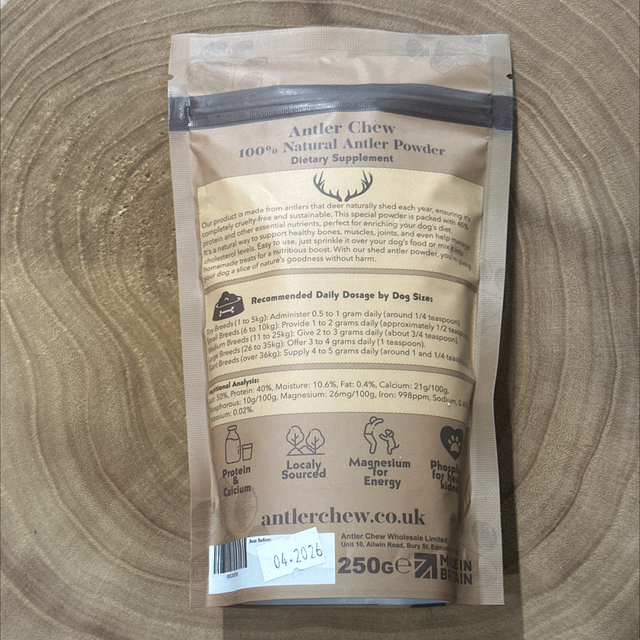 Antler Chew
100% Natural Antler Powder
Dietary Supplement
Our product is made from antlers that deer naturally shed each year, ensuring it's
completely cruelty-free and sustainable. This special powder is packed with 40%
protein and other essential nutrients, perfect for enriching your dog's diet.
It's a natural way to support healthy bones, muscles, joints, and even help manage
cholesterol levels. Easy to use, just sprinkle it over your dog's food or mix
homemade treats for a nutritious boost. With our shed antler powder, you're giving
your dog a slice of nature's goodness without harm.
Recommended Daily Dosage by Dog Size:
Toy Breeds (1 to 5kg): Administer 0.5 to 1 gram daily (around 1/4 teaspoon).
Small Breeds (6 to 10kg): Provide 1 to 2 grams daily (approximately 1/2 teaspoon).
Medium Breeds (11 to 25kg): Give 2 to 3 grams daily (about 3/4 teaspoon).
Large Breeds (26 to 35kg): Offer 3 to 4 grams daily (1 teaspoon).
Breeds (over 36kg): Supply 4 to 5 grams daily (around 1 and 1/4 teaspoon).
Analysis:
50%, Protein: 40%, Moisture: 10.6%, Fat: 0.4%, Calcium: 21g/100g,
10g/100g, Magnesium: 26mg/100g, Iron: 998ppm, Sodium,
0.02%.
Protein
&
Calcium
Localy
Sourced
Magnesium
for
Energy
for
antlerchew.co.uk
Best Before:
04.2026
Antler Chew Wholesale Limited,
Unit 10, Ailwin Road, Bury St. Edmunds
250G e
MADE IN
BRITAIN